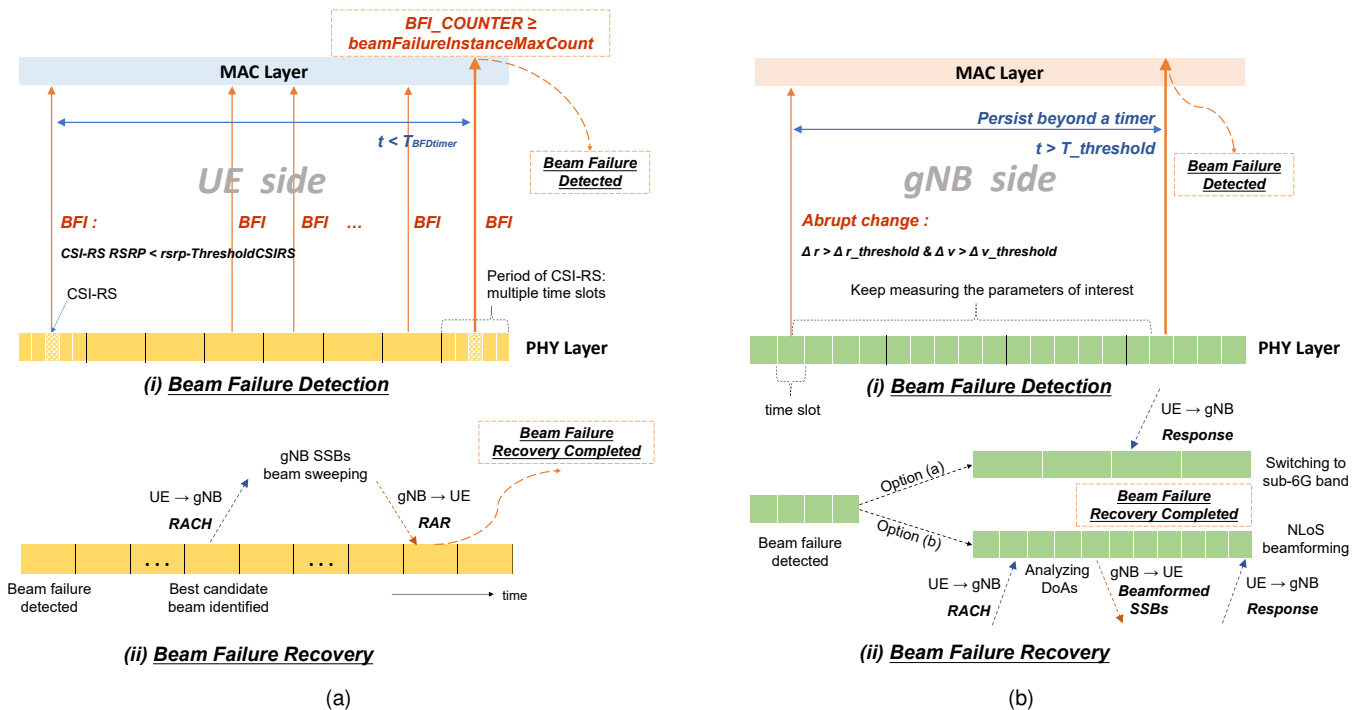 BFI_COUNTER ≥
beamFailureInstanceMaxCount
MAC Layer
t < T_BFDtimer
UE side
Beam Failure
Detected
BFI :
BFI
BFI
...
BFI
BFI
CSI-RS RSRP < rsrp-ThresholdCSIRS
CSI-RS
Period of CSI-RS:
multiple time slots
PHY Layer
(i) Beam Failure Detection
Beam Failure
Recovery Completed
gNB SSBs
beam sweeping
UE → gNB
RACH
gNB → UE
RAR
...
...
Beam failure
detected
Best candidate
beam identified
time
(ii) Beam Failure Recovery
(a)
MAC Layer
Persist beyond a timer
t > T_threshold
gNB side
Beam Failure
Detected
Abrupt change :
Δ r > Δ r_threshold & Δ v > Δ v_threshold
Keep measuring the parameters of interest
PHY Layer
time slot
(i) Beam Failure Detection
UE → gNB
Response
Option (a)
Switching to
sub-6G band
Beam Failure
Recovery Completed
Beam failure
detected
Option (b)
NLoS
beamforming
UE → gNB
RACH
Analyzing
DoAs
gNB → UE
Beamformed
SSBs
UE → gNB
Response
(ii) Beam Failure Recovery
(b)